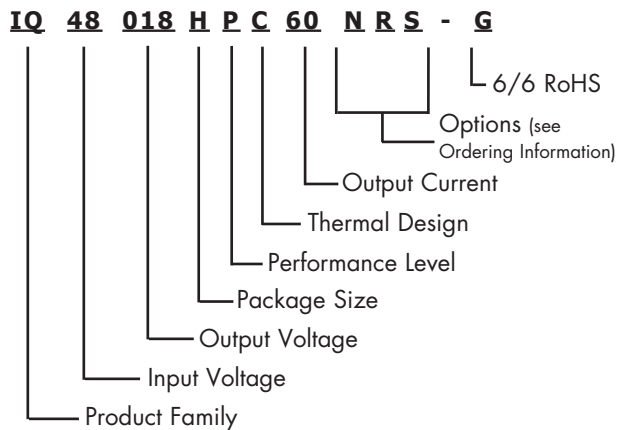 IQ 48 018 H P C 60 N R S - G
6/6 RoHS
Options (see
Ordering Information)
Output Current
Thermal Design
Performance Level
Package Size
Output Voltage
Input Voltage
Product Family